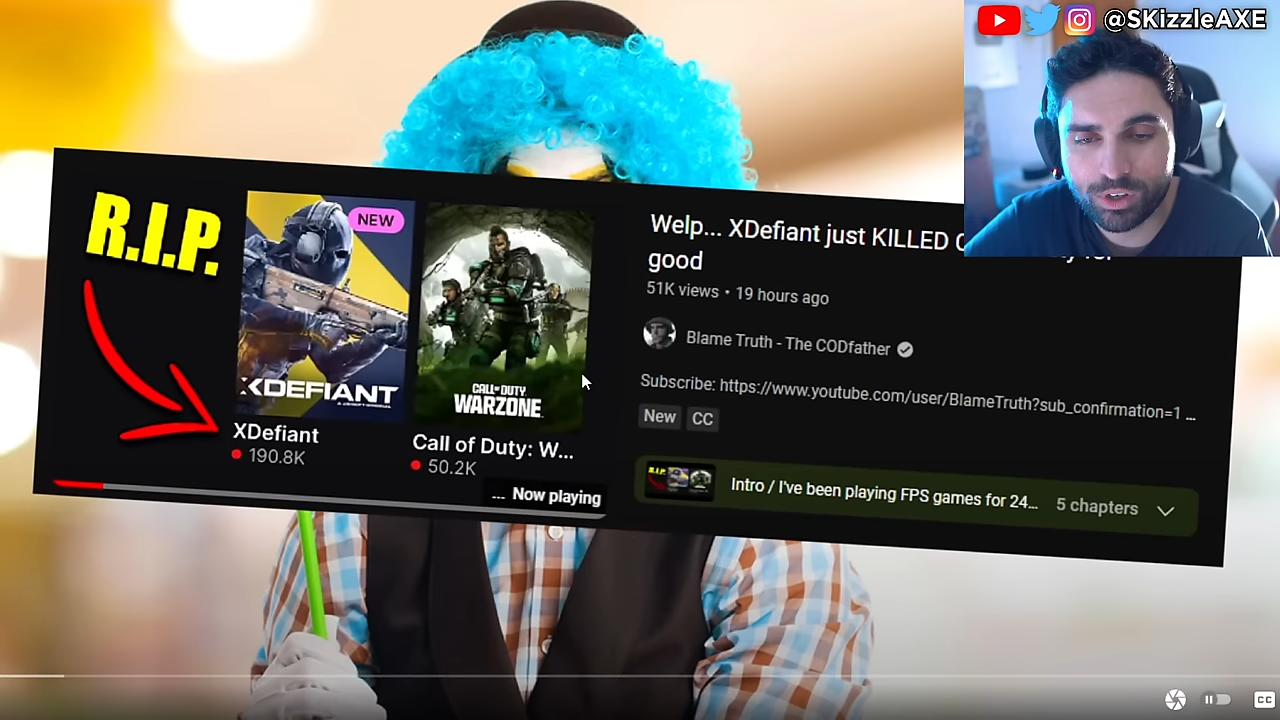 @SKizzleAXE
R.I.P.
NEW
XDEFIANT
CALL OF DUTY
WARZONE
XDefiant
190.8K
Call of Duty: W...
50.2K
... Now playing
Welp... XDefiant just KILLED
good
51K views • 19 hours ago
Blame Truth - The CODfather
Subscribe: https://www.youtube.com/user/BlameTruth?sub_confirmation=1 ...
New CC
Intro / I've been playing FPS games for 24... 5 chapters
CC